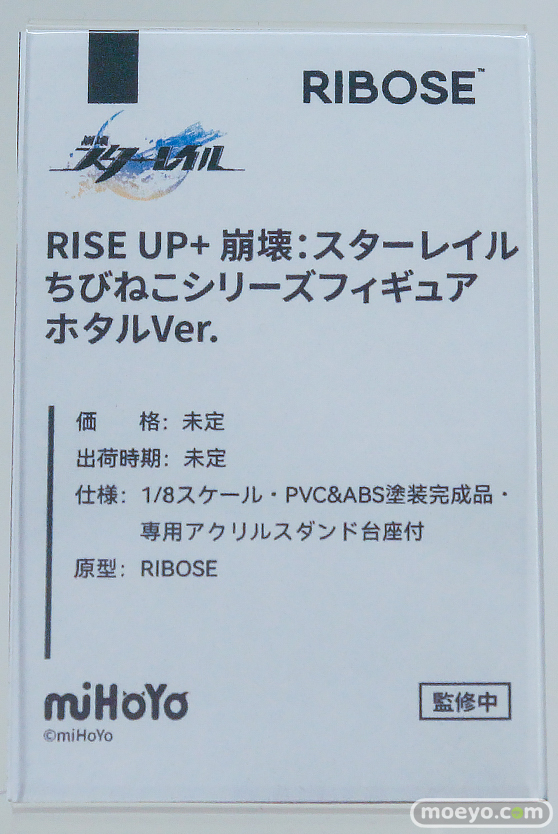 RIBOSE™
崩壊
スターレイル
RISE UP+ 崩壊：スターレイル
ちびねこシリーズフィギュア
ホタルVer.
価　格：未定
出荷時期：未定
仕様：1/8スケール・PVC&ABS塗装完成品・
専用アクリルスダンド台座付
原型：RIBOSE
miHoYo
監修中
©miHoYo
moeyo.com